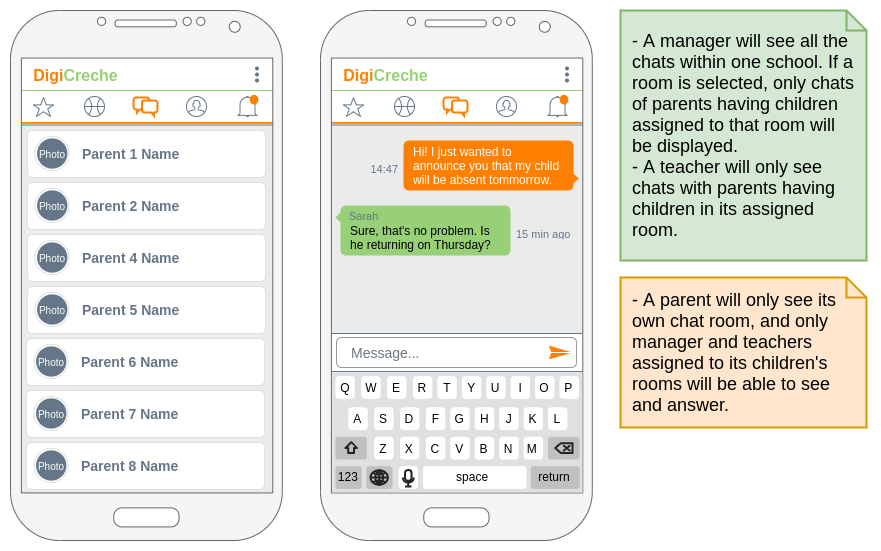 DigiCreche
Photo Parent 1 Name
Photo Parent 2 Name
Photo Parent 4 Name
Photo Parent 5 Name
Photo Parent 6 Name
Photo Parent 7 Name
Photo Parent 8 Name
DigiCreche
Hi! I just wanted to
announce you that my child
will be absent tommorrow.
14:47
Sarah
Sure, that's no problem. Is
he returning on Thursday?
15 min ago
Message...
Q W E R T Y U I O P
A S D F G H J K L
Z X C V B N M
123 space return
- A manager will see all the
chats within one school. If a
room is selected, only chats
of parents having children
assigned to that room will
be displayed.
- A teacher will only see
chats with parents having
children in its assigned
room.
- A parent will only see its
own chat room, and only
manager and teachers
assigned to its children's
rooms will be able to see
and answer.